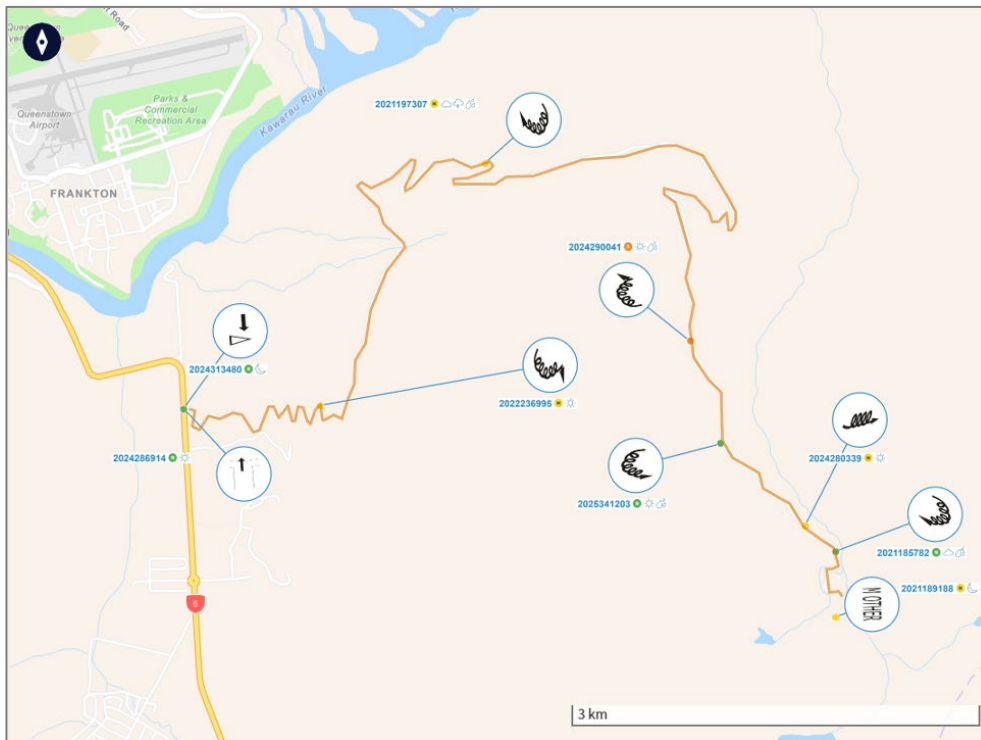 Parks &
Commercial
Recreation Area
Queenstown
Airport
Kawarau River
FRANKTON
2021197307
2024290041
2024313480
2022236995
2024286914
2025341203
2024280339
2021185782
2021189188
M OTHER
6
3 km